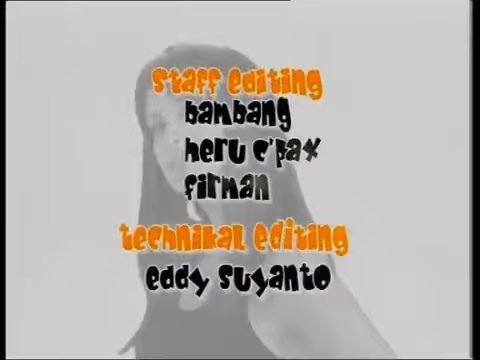 staff editing
bambang
heru c'pax
firman
technikal editing
eddy suyanto